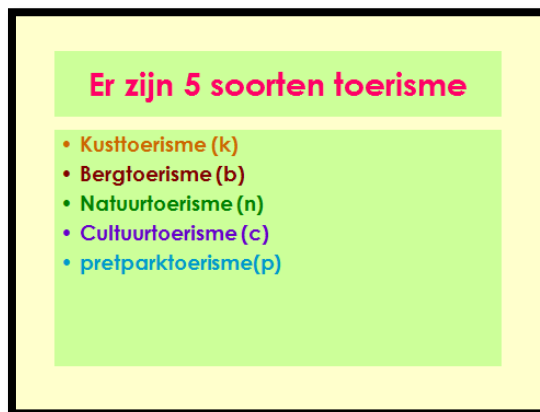 Er zijn 5 soorten toerisme
• Kusttoerisme (k)
• Bergtoerisme (b)
• Natuurtoerisme (n)
• Cultuurtoerisme (c)
• pretparktoerisme(p)